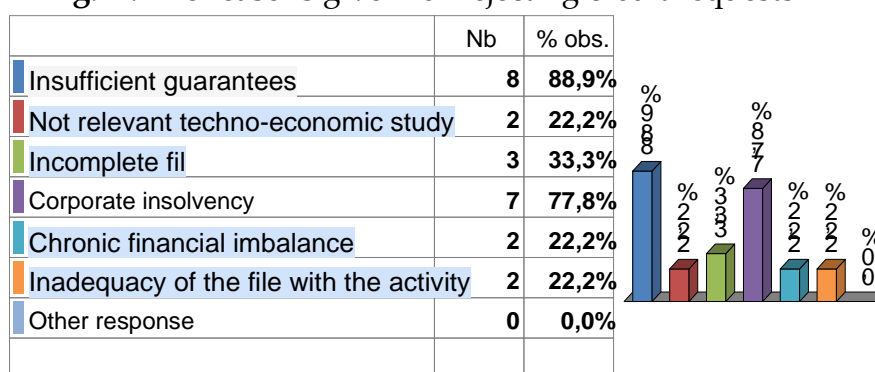 Nb % obs.
Insufficient guarantees 8 88,9%
Not relevant techno-economic study 2 22,2%
Incomplete fil 3 33,3%
Corporate insolvency 7 77,8%
Chronic financial imbalance 2 22,2%
Inadequacy of the file with the activity 2 22,2%
Other response 0 0,0%